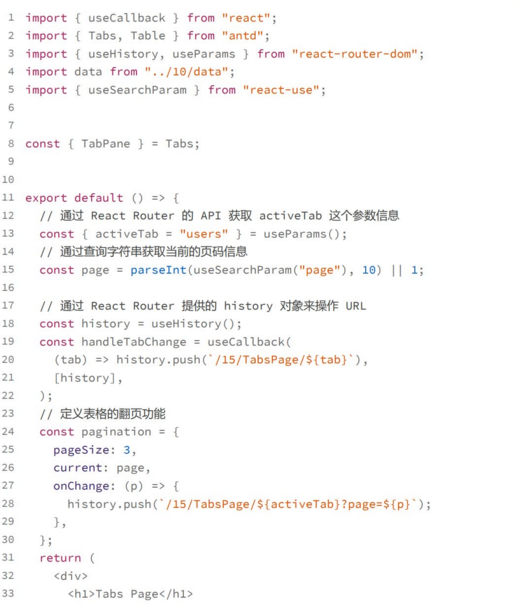 1 import { useCallback } from "react";
2 import { Tabs, Table } from "antd";
3 import { useHistory, useParams } from "react-router-dom";
4 import data from "../10/data";
5 import { useSearchParam } from "react-use";
6
7
8 const { TabPane } = Tabs;
9
10
11 export default () => {
12   // 通过 React Router 的 API 获取 activeTab 这个参数信息
13   const { activeTab = "users" } = useParams();
14   // 通过查询字符串获取当前的页码信息
15   const page = parseInt(useSearchParam("page"), 10) || 1;
16
17   // 通过 React Router 提供的 history 对象来操作 URL
18   const history = useHistory();
19   const handleTabChange = useCallback(
20     (tab) => history.push(`/15/TabsPage/${tab}`),
21     [history],
22   );
23   // 定义表格的翻页功能
24   const pagination = {
25     pageSize: 3,
26     current: page,
27     onChange: (p) => {
28       history.push(`/15/TabsPage/${activeTab}?page=${p}`);
29     },
30   };
31   return (
32     <div>
33       <h1>Tabs Page</h1>